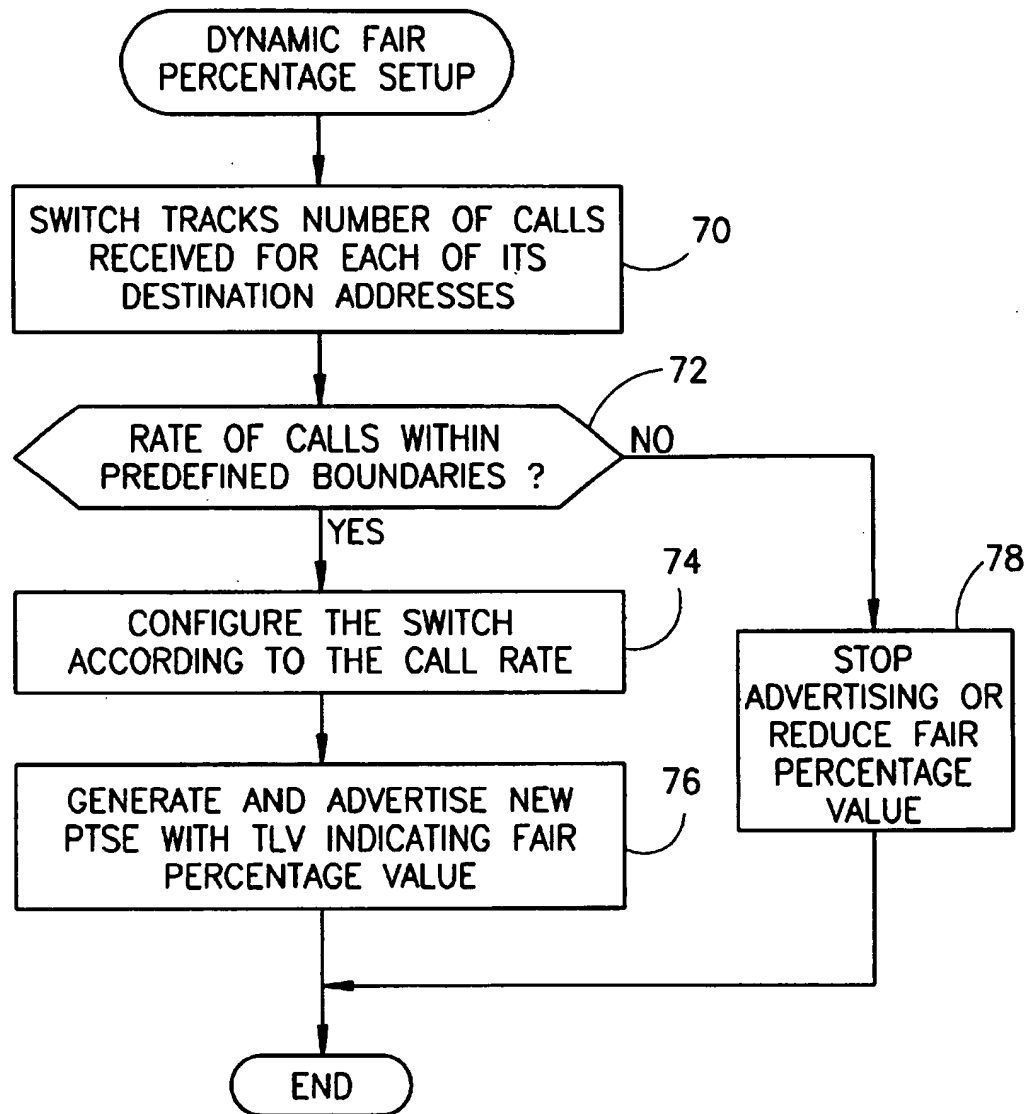 DYNAMIC FAIR
PERCENTAGE SETUP
SWITCH TRACKS NUMBER OF CALLS
RECEIVED FOR EACH OF ITS
DESTINATION ADDRESSES
70
72
RATE OF CALLS WITHIN
PREDEFINED BOUNDARIES ?
NO
YES
74
CONFIGURE THE SWITCH
ACCORDING TO THE CALL RATE
78
STOP
ADVERTISING OR
REDUCE FAIR
PERCENTAGE
VALUE
76
GENERATE AND ADVERTISE NEW
PTSE WITH TLV INDICATING FAIR
PERCENTAGE VALUE
END